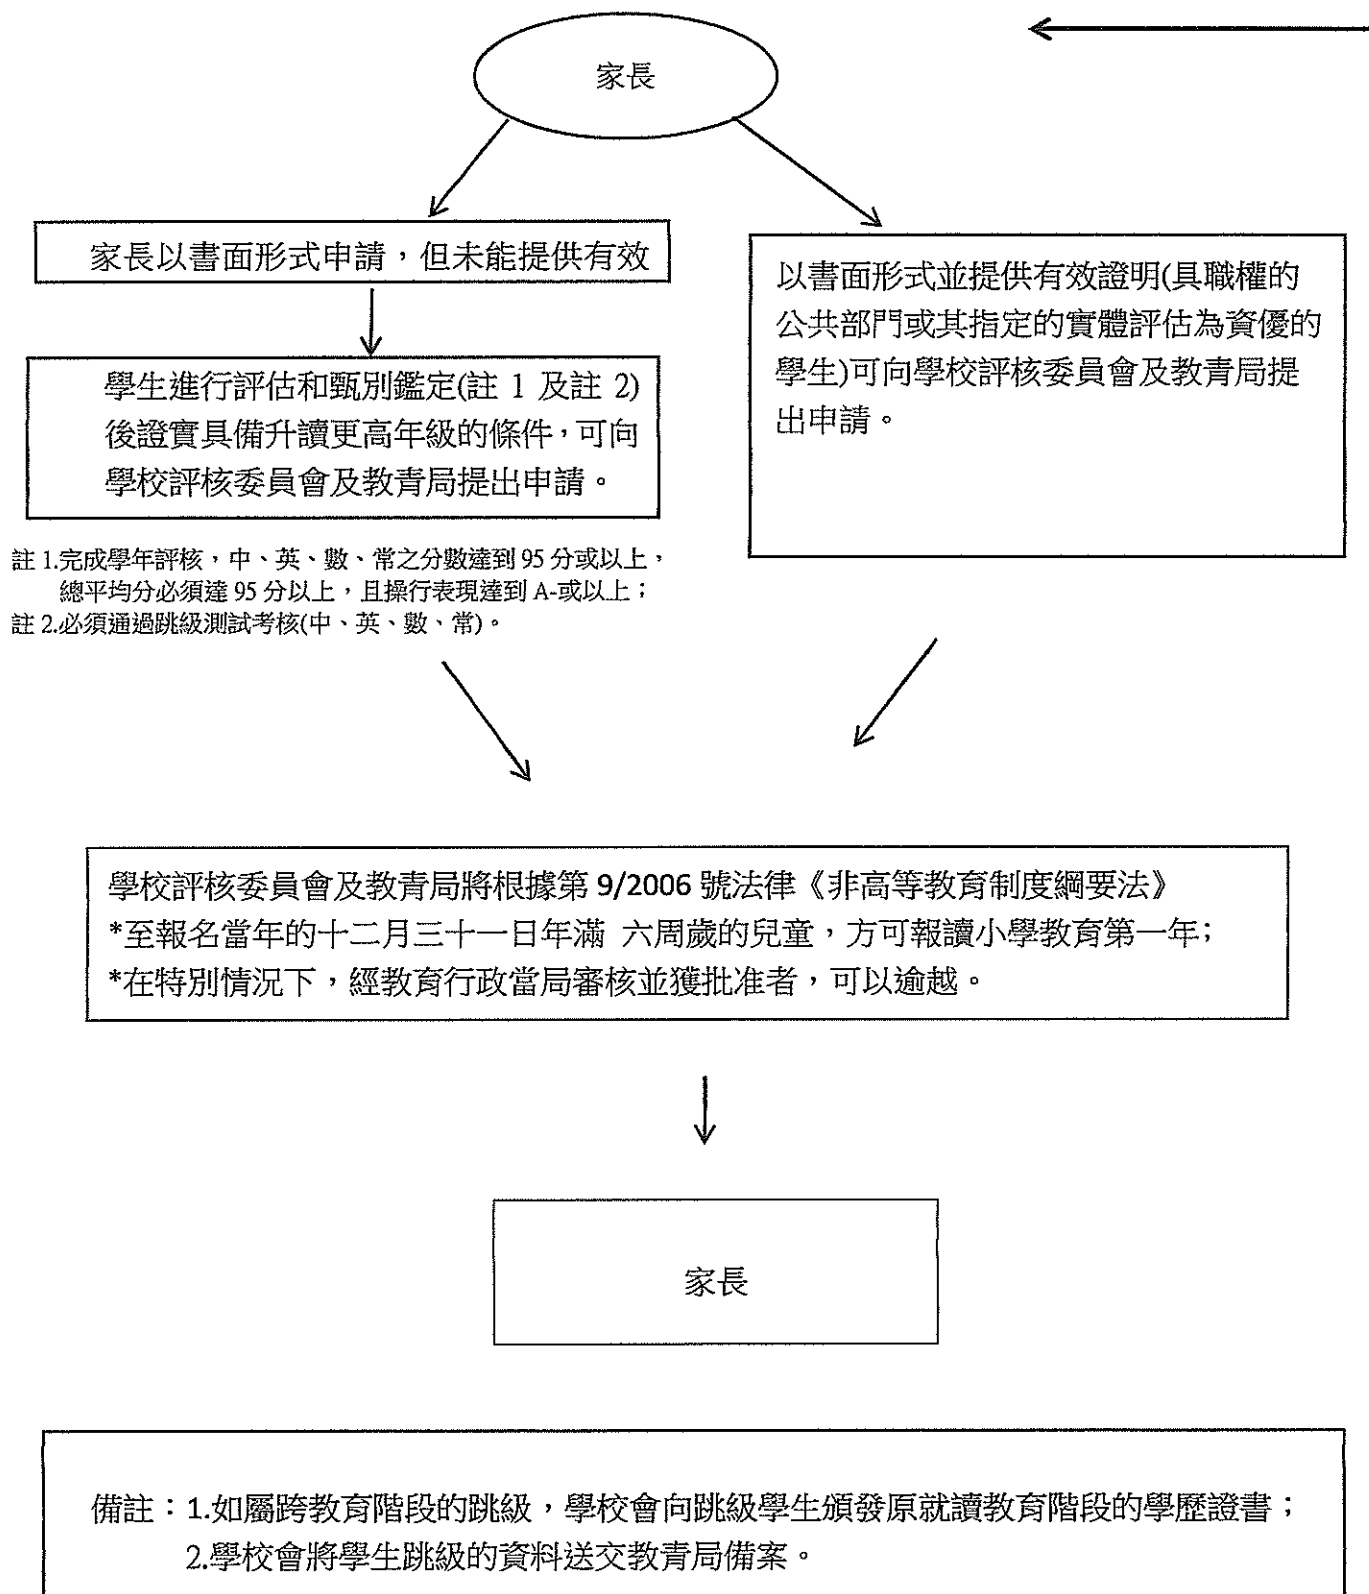 家長
家長以書面形式申請，但未能提供有效
以書面形式並提供有效證明(具職權的
公共部門或其指定的實體評估為資優的
學生)可向學校評核委員會及教青局提
出申請。
學生進行評估和甄別鑑定(註 1 及註 2)
後證實具備升讀更高年級的條件，可向
學校評核委員會及教青局提出申請。
註 1.完成學年評核，中、英、數、常之分數達到 95 分或以上，
總平均分必須達 95 分以上，且操行表現達到 A-或以上；
註 2.必須通過跳級測試考核(中、英、數、常)。
學校評核委員會及教青局將根據第 9/2006 號法律《非高等教育制度綱要法》
*至報名當年的十二月三十一日年滿 六周歲的兒童，方可報讀小學教育第一年；
*在特別情況下，經教育行政當局審核並獲批准者，可以逾越。
家長
備註：1.如屬跨教育階段的跳級，學校會向跳級學生頒發原就讀教育階段的學歷證書；
2.學校會將學生跳級的資料送交教青局備案。